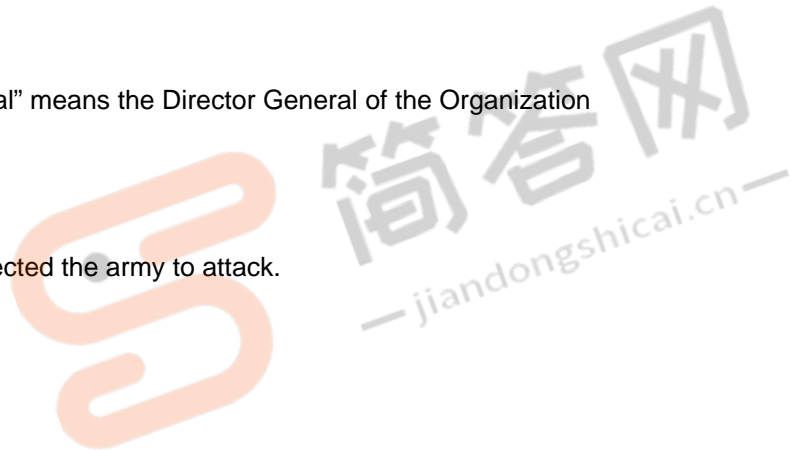 al” means the Director General of the Organization
ected the army to attack.
简答网
jiandongshicai.cn